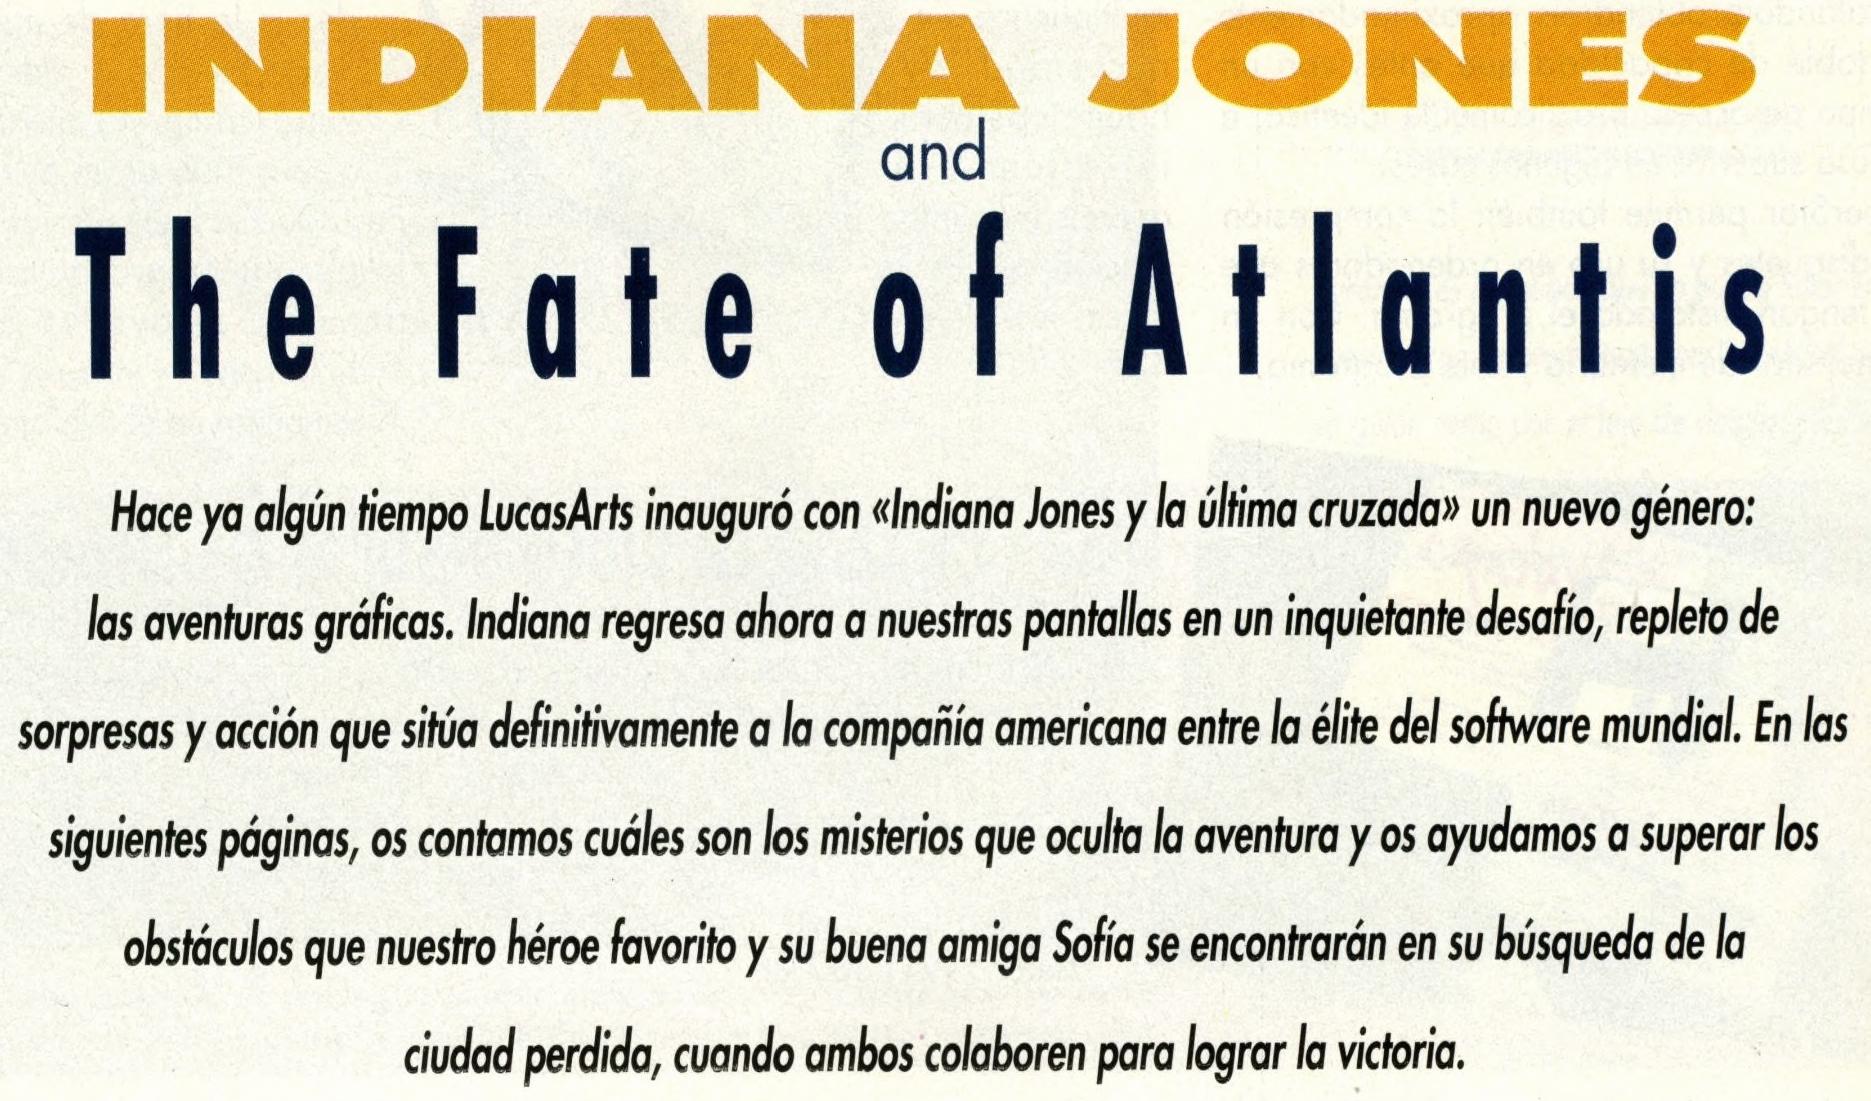 INDIANA JONES
and
The Fate of Atlantis
Hace ya algún tiempo LucasArts inauguró con «Indiana Jones y la última cruzada» un nuevo género:
las aventuras gráficas. Indiana regresa ahora a nuestras pantallas en un inquietante desafío, repleto de
sorpresas y acción que sitúa definitivamente a la compañía americana entre la élite del software mundial. En las
siguientes páginas, os contamos cuáles son los misterios que oculta la aventura y os ayudamos a superar los
obstáculos que nuestro héroe favorito y su buena amiga Sofía se encontrarán en su búsqueda de la
ciudad perdida, cuando ambos colaboren para lograr la victoria.